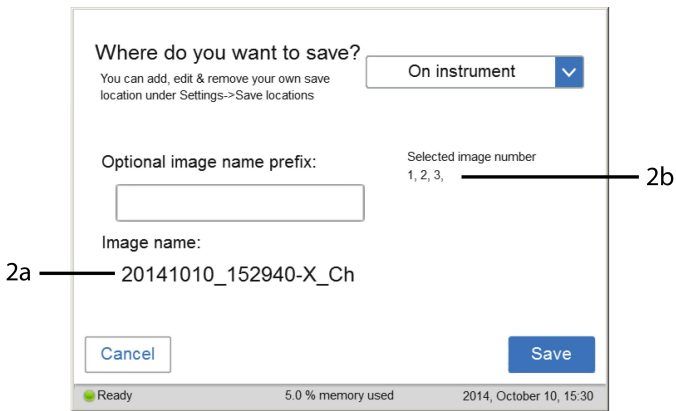 Where do you want to save?
You can add, edit & remove your own save
location under Settings->Save locations
On instrument
Optional image name prefix:
Selected image number
1, 2, 3,
2b
Image name:
2a
20141010_152940-X_Ch
Cancel
Save
Ready
5.0 % memory used
2014, October 10, 15:30